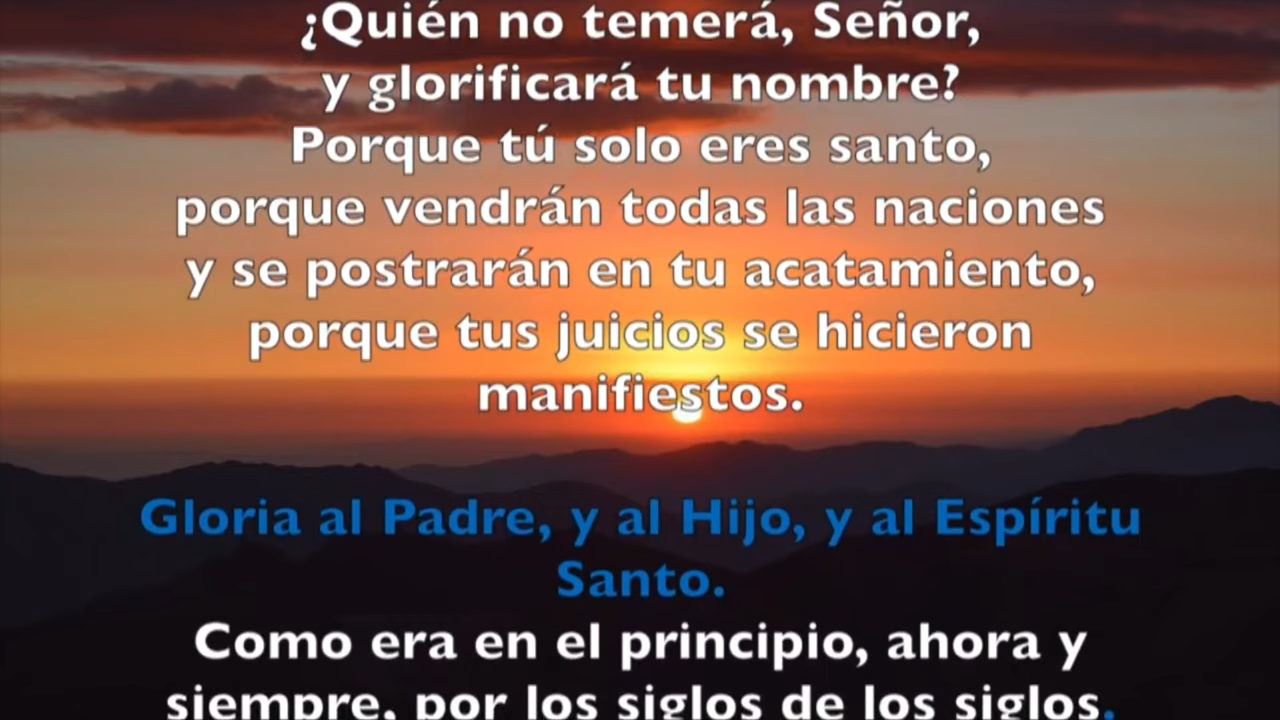 ¿Quién no temerá, Señor,
y glorificará tu nombre?
Porque tú solo eres santo,
porque vendrán todas las naciones
y se postrarán en tu acatamiento,
porque tus juicios se hicieron
manifiestos.
Gloria al Padre, y al Hijo, y al Espíritu
Santo.
Como era en el principio, ahora y
siempre, por los siglos de los siglos.